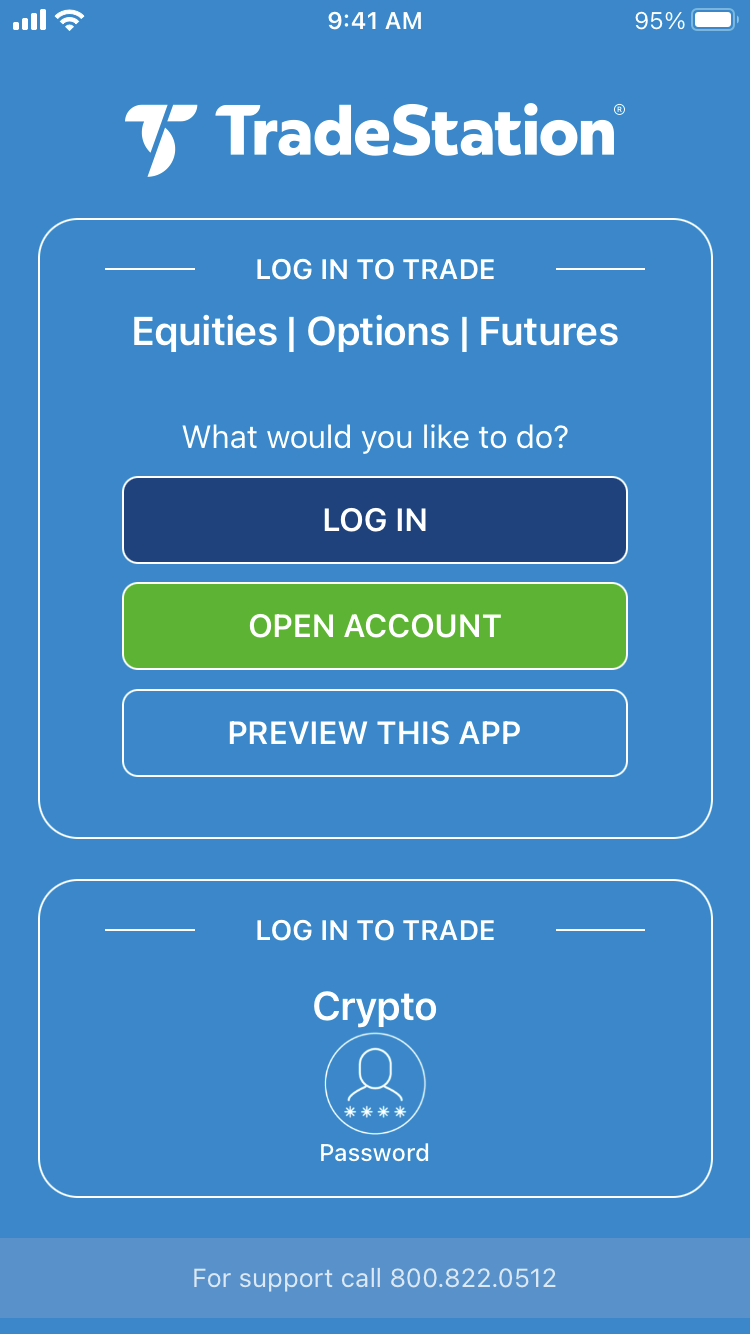 9:41 AM 95%
TradeStation®
LOG IN TO TRADE
Equities | Options | Futures
What would you like to do?
LOG IN
OPEN ACCOUNT
PREVIEW THIS APP
LOG IN TO TRADE
Crypto
****
Password
For support call 800.822.0512